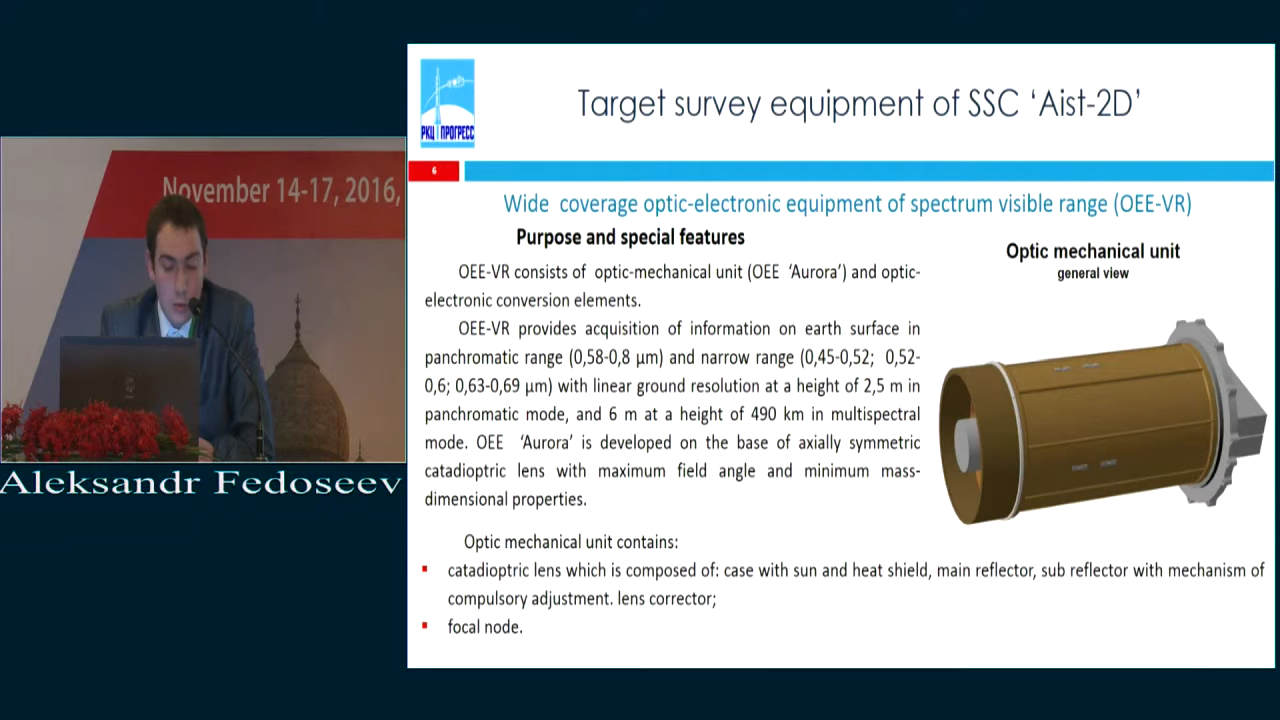 Target survey equipment of SSC ‘Aist-2D’
РКЦ ПРОГРЕСС
6
November 14-17, 2016,
Wide coverage optic-electronic equipment of spectrum visible range (OEE-VR)
Purpose and special features
OEE-VR consists of optic-mechanical unit (OEE ‘Aurora’) and optic-
electronic conversion elements.
OEE-VR provides acquisition of information on earth surface in
panchromatic range (0,58-0,8 µm) and narrow range (0,45-0,52; 0,52-
0,6; 0,63-0,69 µm) with linear ground resolution at a height of 2,5 m in
panchromatic mode, and 6 m at a height of 490 km in multispectral
mode. OEE ‘Aurora’ is developed on the base of axially symmetric
catadioptric lens with maximum field angle and minimum mass-
dimensional properties.
Optic mechanical unit
general view
Optic mechanical unit contains:
catadioptric lens which is composed of: case with sun and heat shield, main reflector, sub reflector with mechanism of
compulsory adjustment. lens corrector;
focal node.
Aleksandr Fedoseev